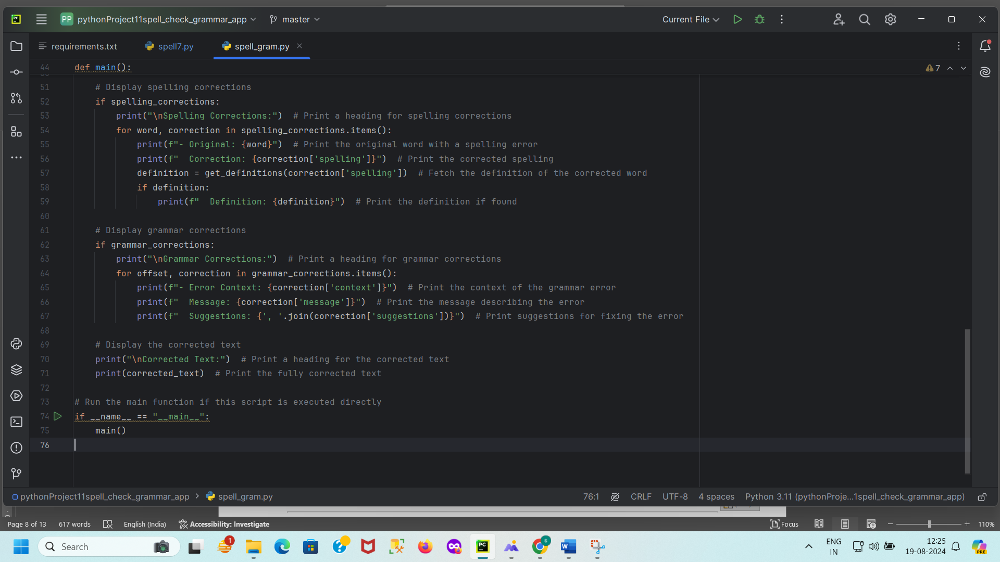 PC PP pythonProject11spell_check_grammar_app master Current File
requirements.txt spell7.py spell_gram.py
44 def main(): 7
51 # Display spelling corrections
52 if spelling_corrections:
53 print("\nSpelling Corrections:") # Print a heading for spelling corrections
54 for word, correction in spelling_corrections.items():
55 print(f"- Original: {word}") # Print the original word with a spelling error
56 print(f"  Correction: {correction['spelling']}") # Print the corrected spelling
57 definition = get_definitions(correction['spelling']) # Fetch the definition of the corrected word
58 if definition:
59 print(f"  Definition: {definition}") # Print the definition if found
60
61 # Display grammar corrections
62 if grammar_corrections:
63 print("\nGrammar Corrections:") # Print a heading for grammar corrections
64 for offset, correction in grammar_corrections.items():
65 print(f"- Error Context: {correction['context']}") # Print the context of the grammar error
66 print(f"  Message: {correction['message']}") # Print the message describing the error
67 print(f"  Suggestions: {', '.join(correction['suggestions'])}") # Print suggestions for fixing the error
68
69 # Display the corrected text
70 print("\nCorrected Text:") # Print a heading for the corrected text
71 print(corrected_text) # Print the fully corrected text
72
73 # Run the main function if this script is executed directly
74 if __name__ == "__main__":
75 main()
76
pythonProject11spell_check_grammar_app > spell_gram.py 76:1 CRLF UTF-8 4 spaces Python 3.11 (pythonProje...1spell_check_grammar_app)
Page 8 of 13 617 words English (India) Accessibility: Investigate Focus 110%
Search 1 PC S W ENG 12:25 PRE
IN 19-08-2024